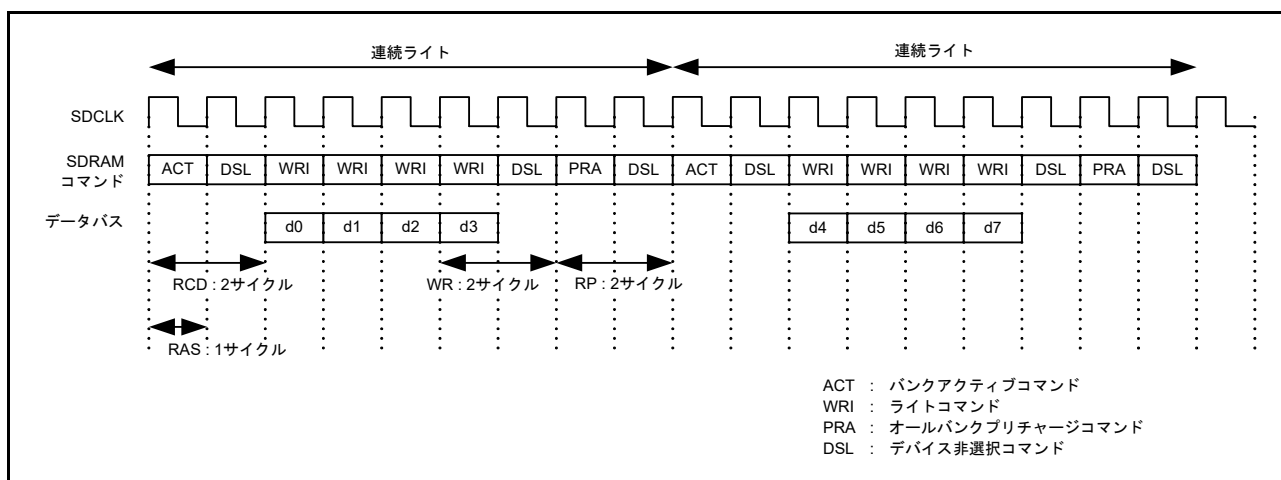 連続ライト 連続ライト
SDCLK
SDRAM
コマンド
ACT DSL WRI WRI WRI WRI DSL PRA DSL ACT DSL WRI WRI WRI WRI DSL PRA DSL
データバス
d0 d1 d2 d3 d4 d5 d6 d7
RCD : 2サイクル WR : 2サイクル RP : 2サイクル
RAS : 1サイクル
ACT : バンクアクティブコマンド
WRI : ライトコマンド
PRA : オールバンクプリチャージコマンド
DSL : デバイス非選択コマンド